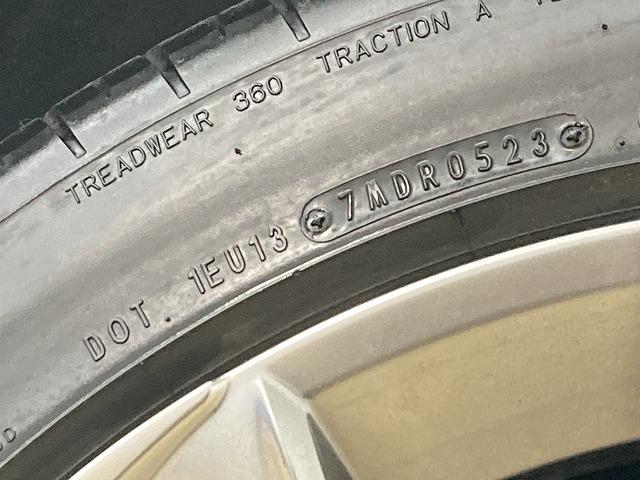 TREADWEAR 360 TRACTION A
DOT. 1EU13 7MDR0523